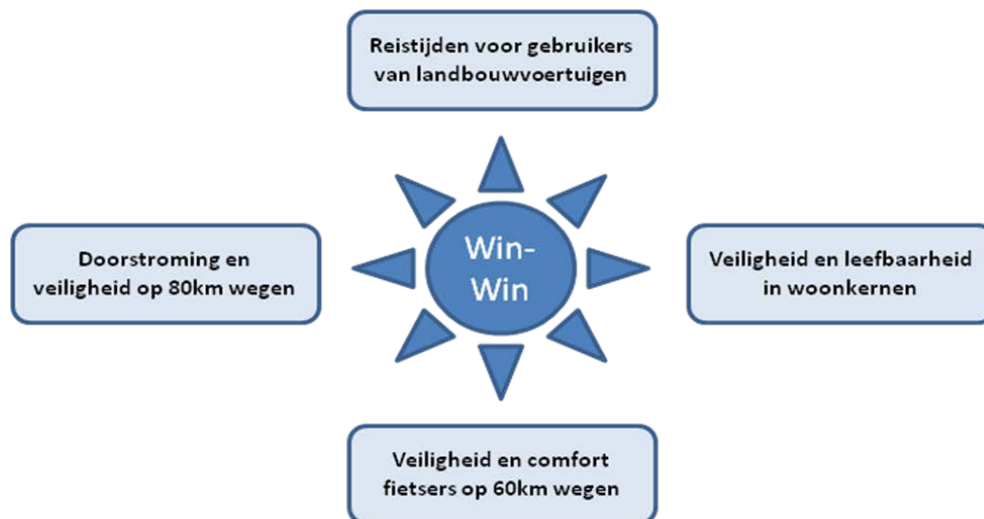 Reistijden voor gebruikers
van landbouwvoertuigen
Doorstroming en
veiligheid op 80km wegen
Win-
Win
Veiligheid en leefbaarheid
in woonkernen
Veiligheid en comfort
fietsers op 60km wegen